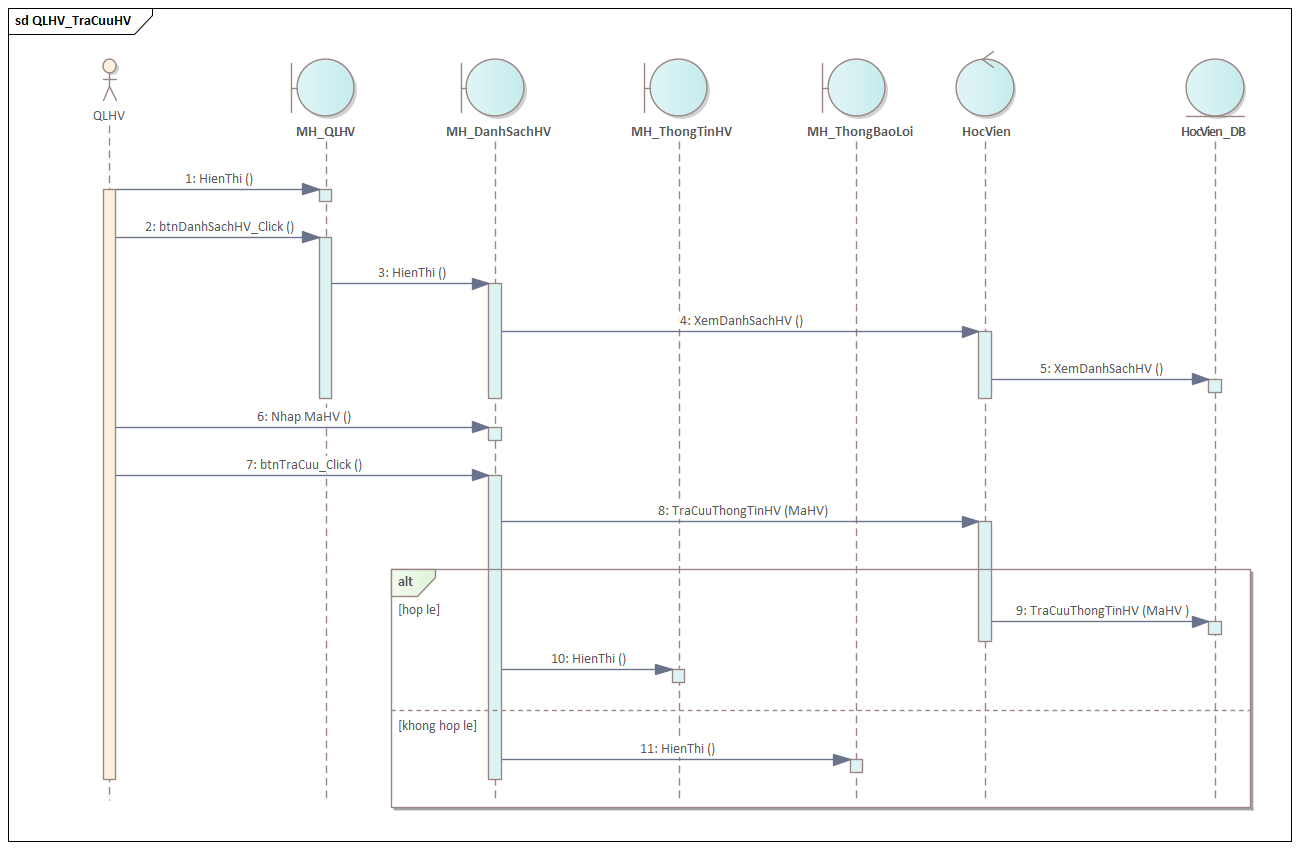 sd QLHV_TraCuuHV
QLHV
MH_QLHV
MH_DanhSachHV
MH_ThongTinHV
MH_ThongBaoLoi
HocVien
HocVien_DB
1: HienThi ()
2: btnDanhSachHV_Click ()
3: HienThi ()
4: XemDanhSachHV ()
5: XemDanhSachHV ()
6: Nhap MaHV ()
7: btnTraCuu_Click ()
8: TraCuuThongTinHV (MaHV)
alt
[hop le]
9: TraCuuThongTinHV (MaHV )
10: HienThi ()
[khong hop le]
11: HienThi ()